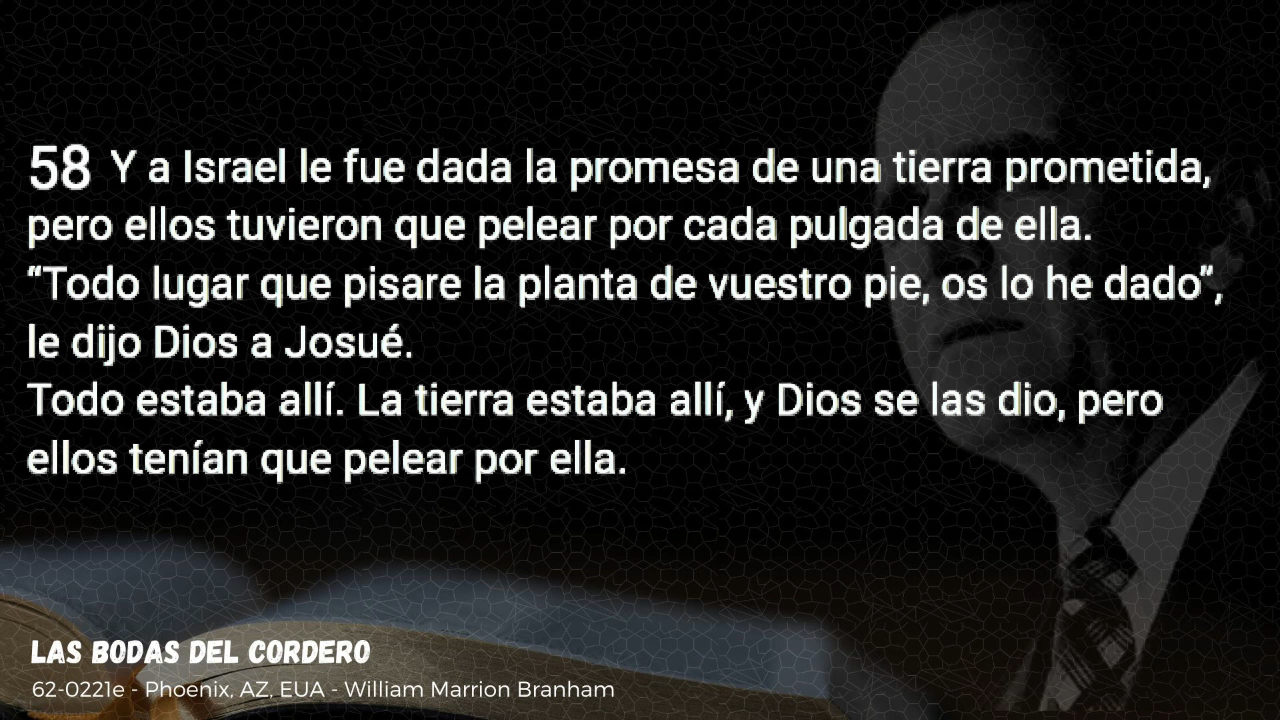 58 Y a Israel le fue dada la promesa de una tierra prometida,
pero ellos tuvieron que pelear por cada pulgada de ella.
“Todo lugar que pisare la planta de vuestro pie, os lo he dado”,
le dijo Dios a Josué.
Todo estaba allí. La tierra estaba allí, y Dios se las dio, pero
ellos tenían que pelear por ella.
LAS BODAS DEL CORDERO
62-0221e - Phoenix, AZ, EUA - William Marrion Branham